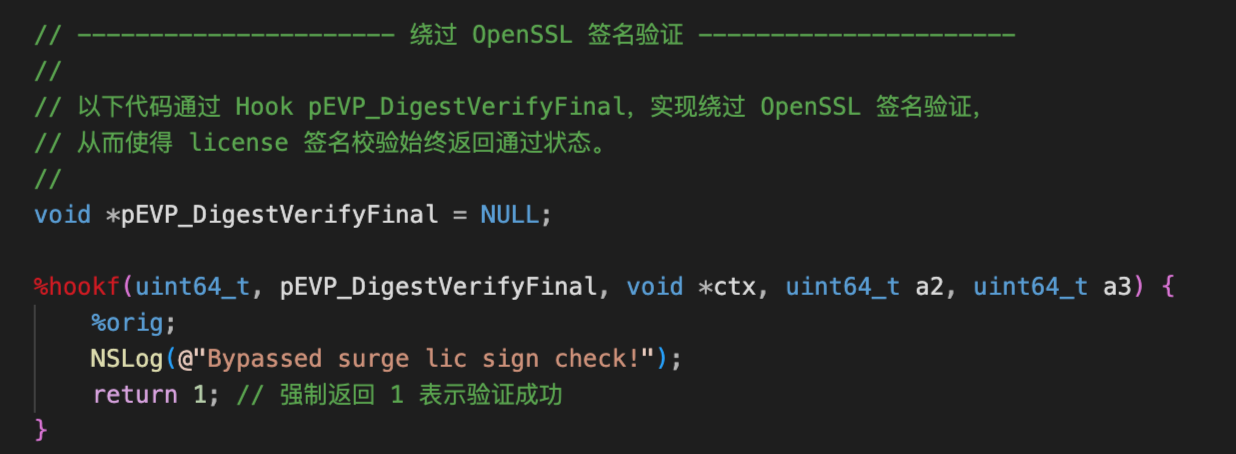 // ---------------------- 绕过 OpenSSL 签名验证 ----------------------
//
// 以下代码通过 Hook pEVP_DigestVerifyFinal，实现绕过 OpenSSL 签名验证，
// 从而使得 license 签名校验始终返回通过状态。
//
void *pEVP_DigestVerifyFinal = NULL;
%hookf(uint64_t, pEVP_DigestVerifyFinal, void *ctx, uint64_t a2, uint64_t a3) {
%orig;
NSLog(@"Bypassed surge lic sign check!");
return 1; // 强制返回 1 表示验证成功
}